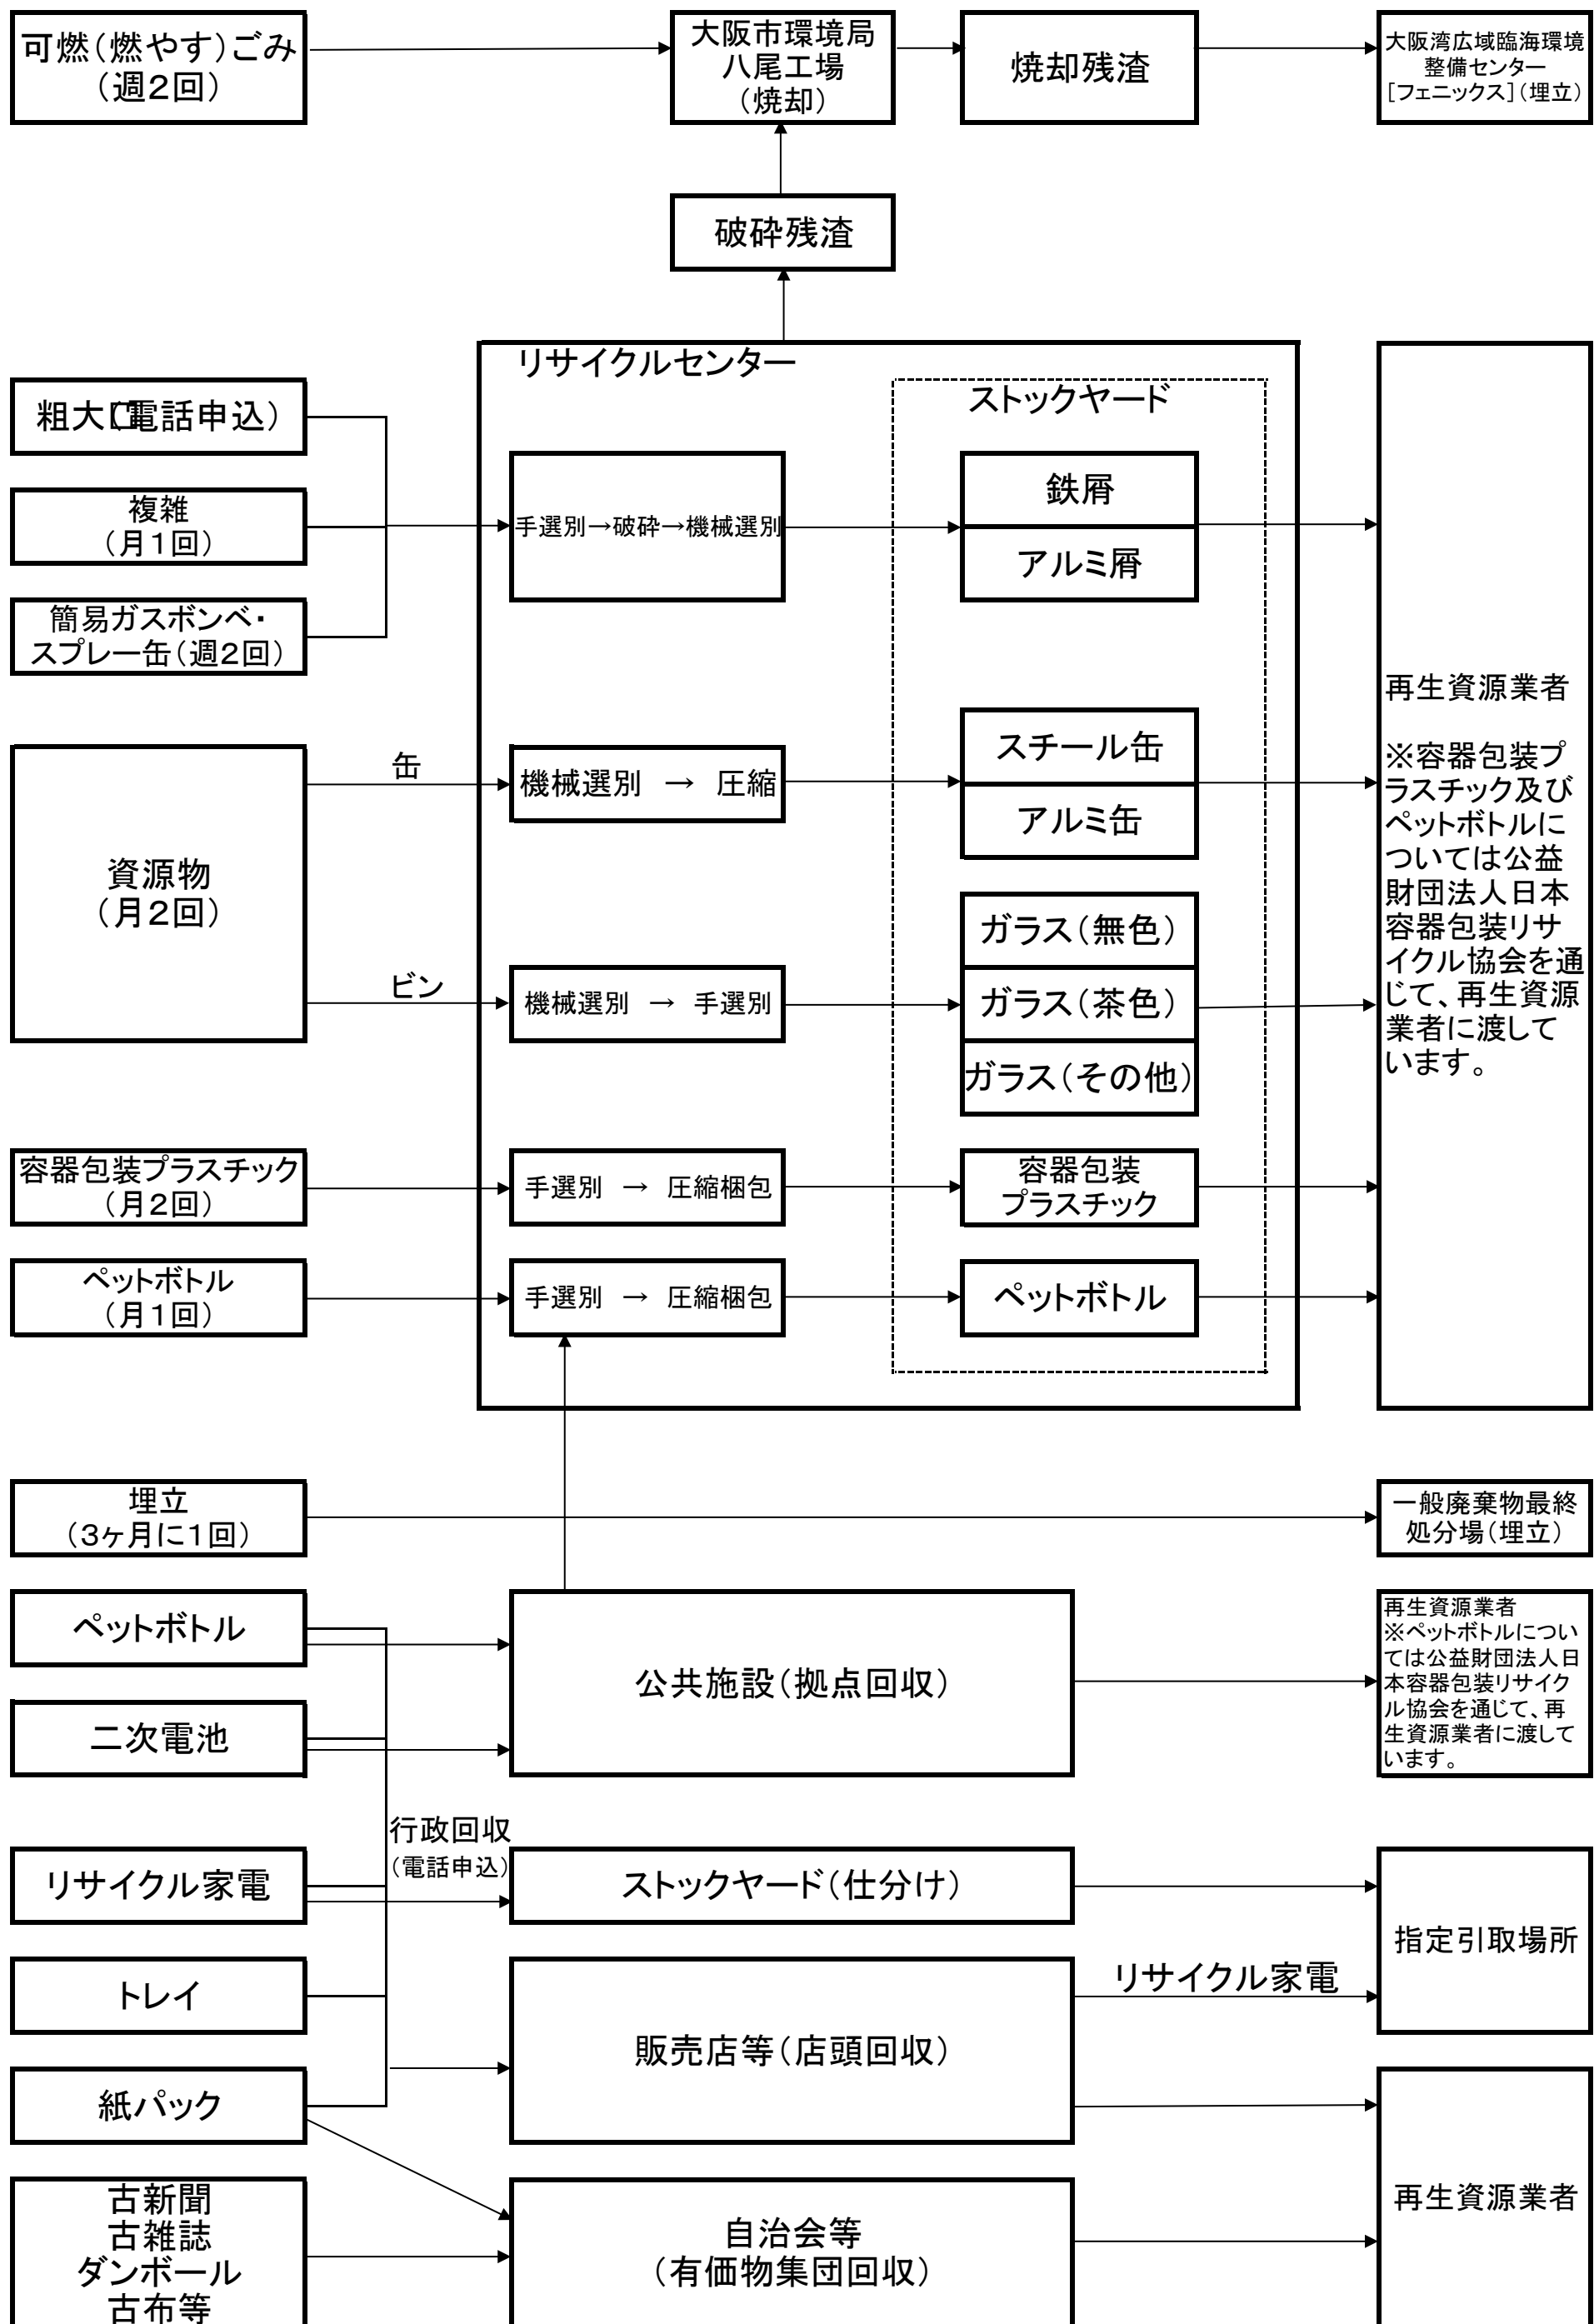 可燃（燃やす）ごみ
（週２回）
大阪市環境局
八尾工場
（焼却）
焼却残渣
大阪湾広域臨海環境
整備センター
［フェニックス］（埋立）
破砕残渣
リサイクルセンター
ストックヤード
粗大
（電話申込）
複雑
（月１回）
簡易ガスボンベ・
スプレー缶（週２回）
手選別→破砕→機械選別
鉄屑
アルミ屑
資源物
（月２回）
缶
機械選別　→　圧縮
スチール缶
アルミ缶
ビン
機械選別　→　手選別
ガラス（無色）
ガラス（茶色）
ガラス（その他）
容器包装プラスチック
（月２回）
手選別　→　圧縮梱包
容器包装
プラスチック
ペットボトル
（月１回）
手選別　→　圧縮梱包
ペットボトル
再生資源業者
※容器包装プ
ラスチック及び
ペットボトルに
ついては公益
財団法人日本
容器包装リサ
イクル協会を通
じて、再生資源
業者に渡して
います。
埋立
（３ヶ月に１回）
一般廃棄物最終
処分場（埋立）
ペットボトル
二次電池
公共施設（拠点回収）
再生資源業者
※ペットボトルについ
ては公益財団法人日
本容器包装リサイク
ル協会を通じて、再
生資源業者に渡して
います。
リサイクル家電
行政回収
（電話申込）
ストックヤード（仕分け）
指定引取場所
トレイ
紙パック
販売店等（店頭回収）
リサイクル家電
古新聞
古雑誌
ダンボール
古布等
自治会等
（有価物集団回収）
再生資源業者